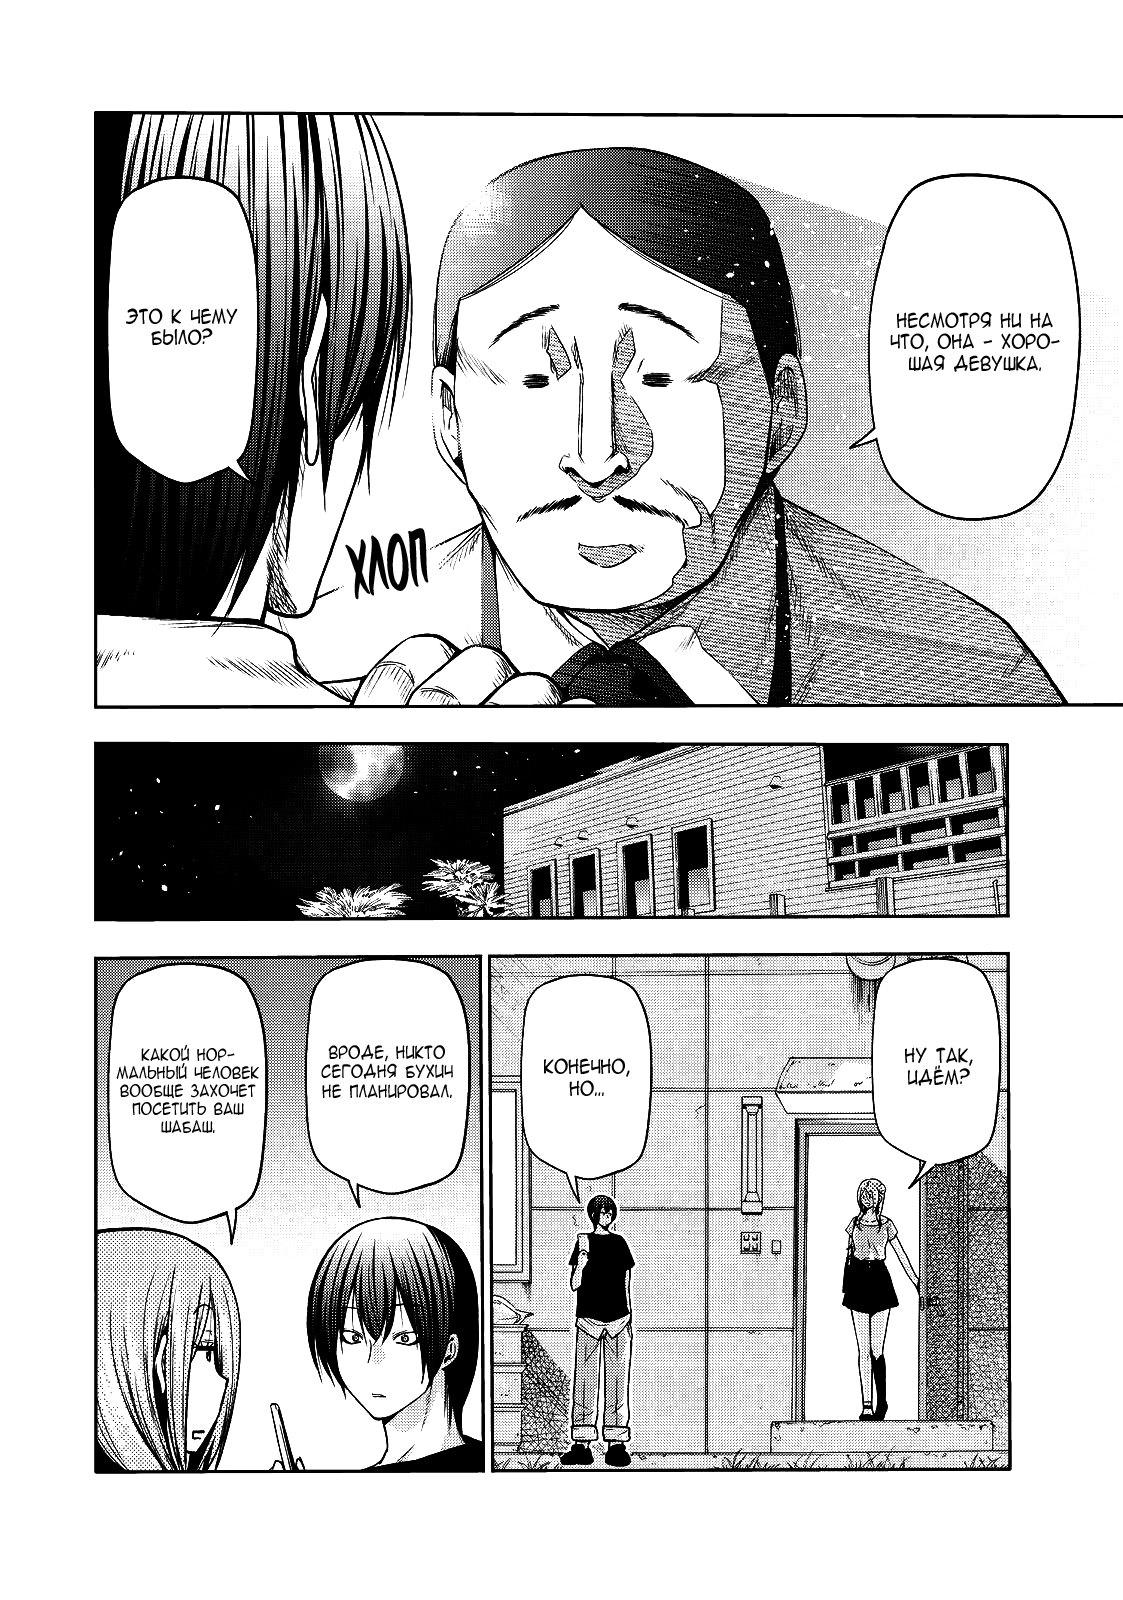 НЕСМОТРЯ НИ НА
ЧТО, ОНА - ХОРО-
ШАЯ ДЕВУШКА.
ЭТО К ЧЕМУ
БЫЛО?
ХЛОП
НУ ТАК,
ИДЁМ?
КОНЕЧНО,
НО...
ВРОДЕ, НИКТО
СЕГОДНЯ БУХИЧ
НЕ ПЛАНИРОВАЛ.
КАКОЙ НОР-
МАЛЬНЫЙ ЧЕЛОВЕК
ВООБЩЕ ЗАХОЧЕТ
ПОСЕТИТЬ ВАШ
ШАБАШ.